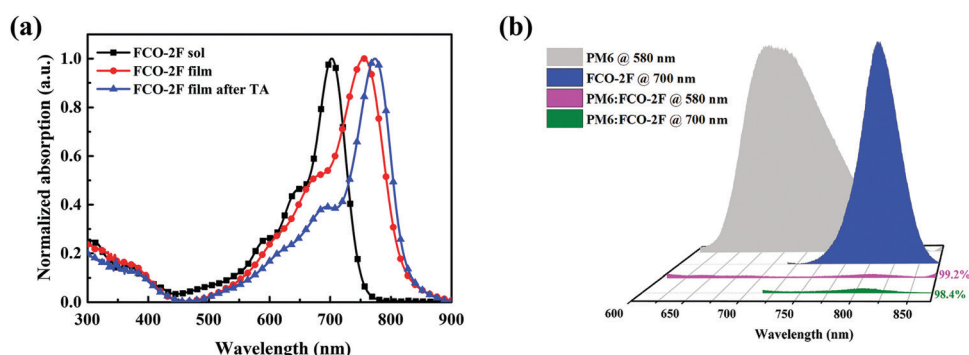 (a)
FCO-2F sol
FCO-2F film
FCO-2F film after TA
Normalized absorption (a.u.)
1.0
0.8
0.6
0.4
0.2
0.0
300 400 500 600 700 800 900
Wavelength (nm)
(b)
PM6 @ 580 nm
FCO-2F @ 700 nm
PM6:FCO-2F @ 580 nm
PM6:FCO-2F @ 700 nm
99.2%
98.4%
600 650 700 750 800 850
Wavelength (nm)